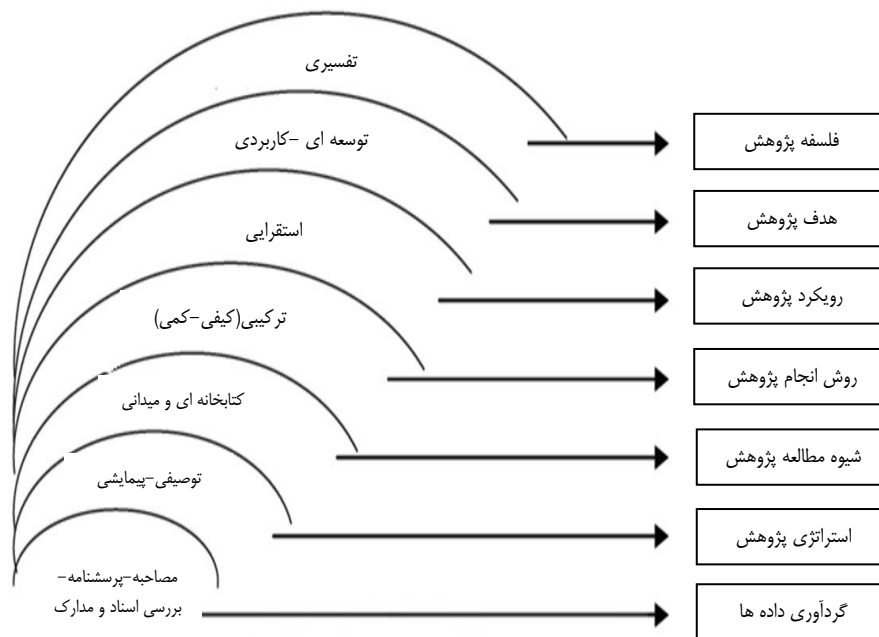 تفسیری
فلسفه پژوهش
توسعه ای -کاربردی
هدف پژوهش
استقرایی
رویکرد پژوهش
ترکیبی(کیفی-کمی)
روش انجام پژوهش
کتابخانه ای و میدانی
شیوه مطالعه پژوهش
توصیفی-پیمایشی
استراتژی پژوهش
مصاحبه-پرسشنامه-
بررسی اسناد و مدارک
گردآوری داده ها